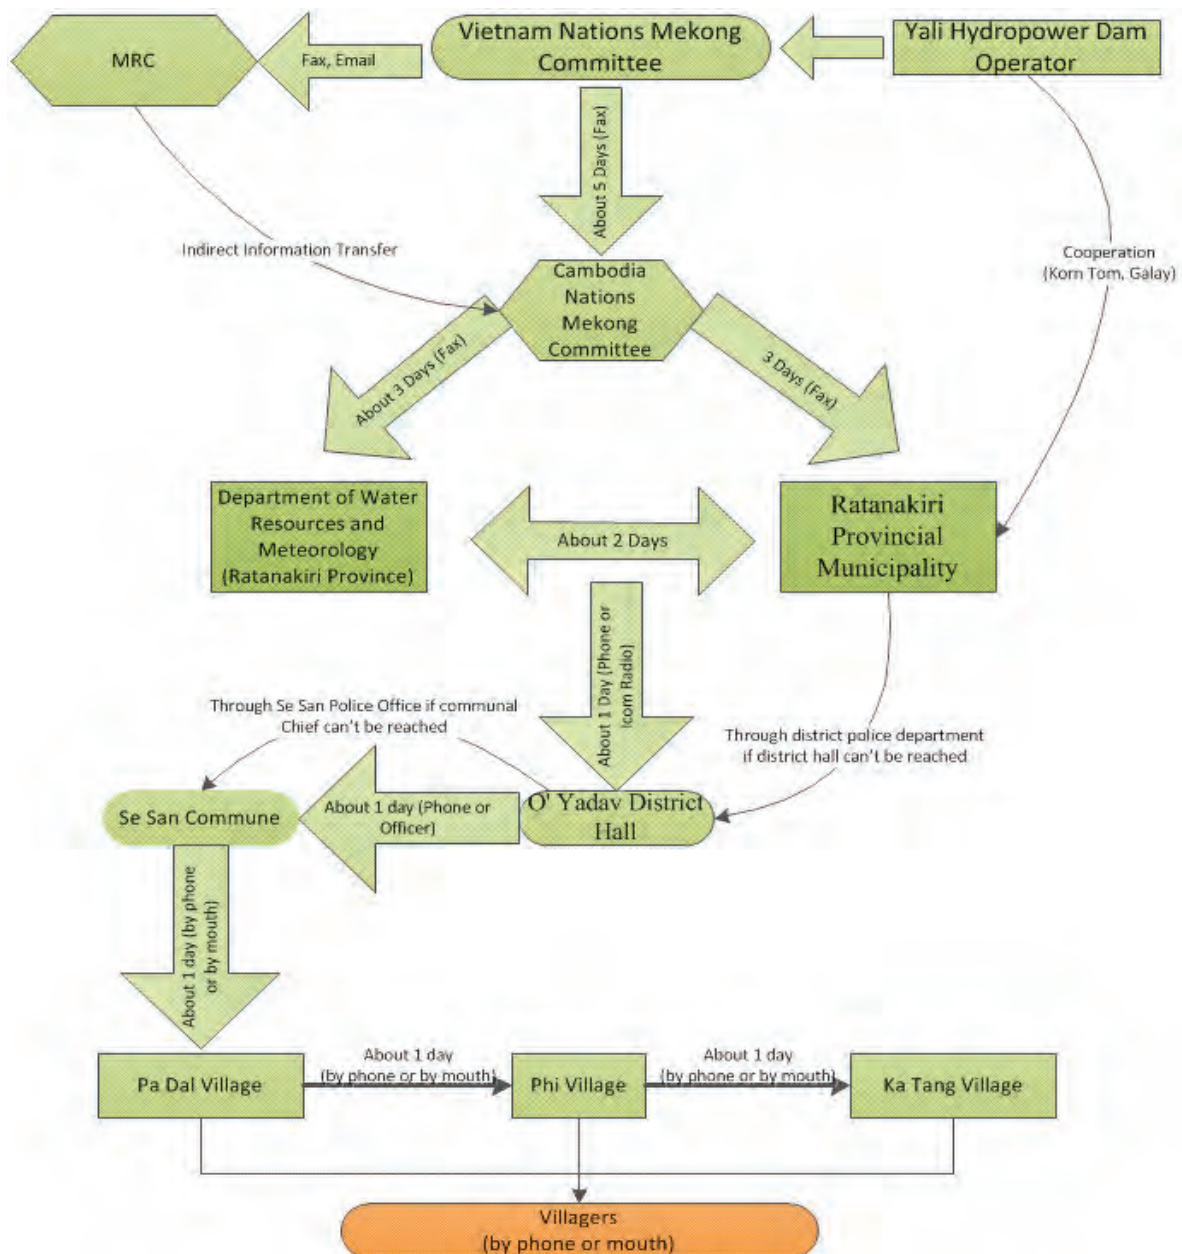 MRC
Fax, Email
Vietnam Nations Mekong
Committee
Yali Hydropower Dam
Operator
About 5 Days (Fax)
Indirect Information Transfer
Cooperation
(Korn Tom, Galay)
Cambodia
Nations
Mekong
Committee
About 3 Days (Fax)
3 Days (Fax)
Department of Water
Resources and
Meteorology
(Ratanakiri Province)
About 2 Days
Ratanakiri
Provincial
Municipality
About 1 Day (Phone or
Icom Radio)
Through Se San Police Office if communal
Chief can't be reached
Through district police department
if district hall can't be reached
Se San Commune
About 1 day (Phone or
Officer)
O' Yadav District
Hall
About 1 day (by phone
or by mouth)
Pa Dal Village
About 1 day
(by phone or by mouth)
Phi Village
About 1 day
(by phone or by mouth)
Ka Tang Village
Villagers
(by phone or mouth)